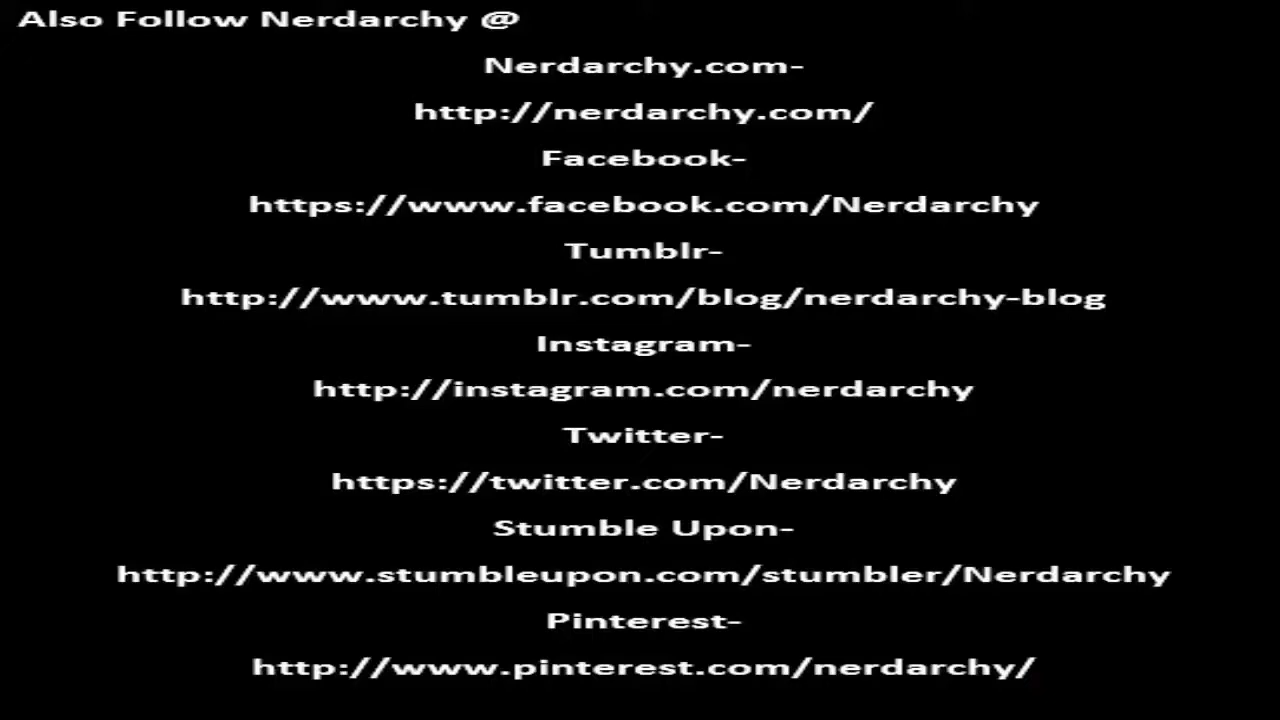 Also Follow Nerdarchy @
Nerdarchy.com-
http://nerdarchy.com/
Facebook-
https://www.facebook.com/Nerdarchy
Tumblr-
http://www.tumblr.com/blog/nerdarchy-blog
Instagram-
http://instagram.com/nerdarchy
Twitter-
https://twitter.com/Nerdarchy
Stumble Upon-
http://www.stumbleupon.com/stumbler/Nerdarchy
Pinterest-
http://www.pinterest.com/nerdarchy/